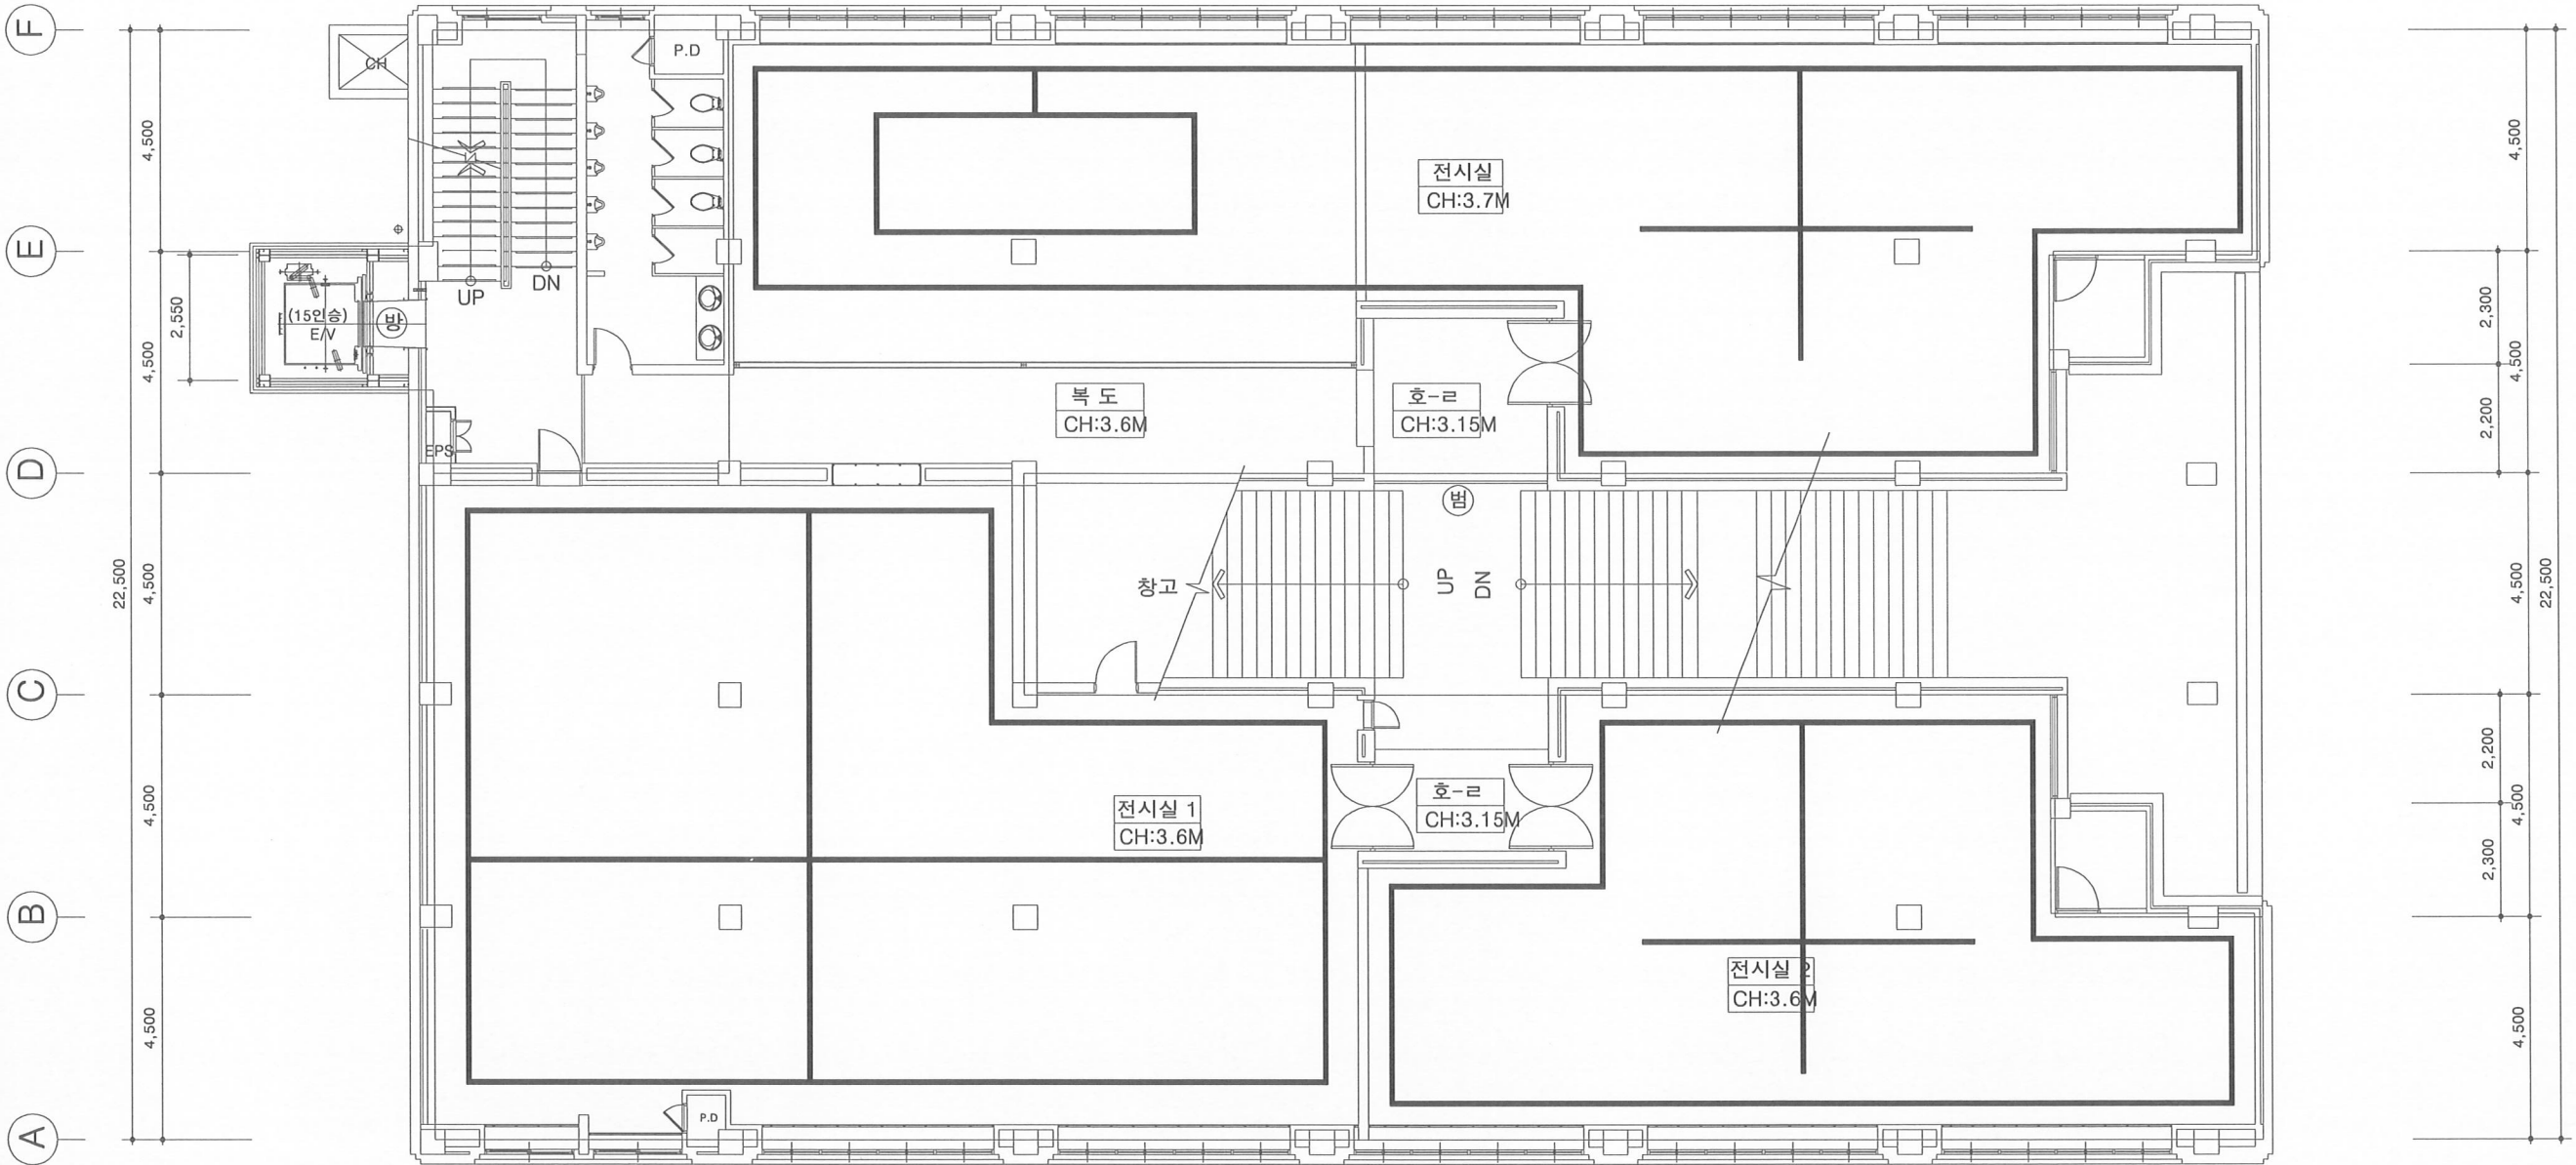 F
P.D
CH
4,500
4,500
전시실
CH:3.7M
E
UP
DN
2,550
(15인승)
E/V
방
4,500
2,300
4,500
복 도
CH:3.6M
호-ㄹ
CH:3.15M
2,200
EPS
D
범
22,500
4,500
창고
UP
DN
4,500
22,500
C
2,200
4,500
전시실 1
CH:3.6M
호-ㄹ
CH:3.15M
4,500
2,300
B
전시실 2
CH:3.6M
4,500
4,500
P.D
A